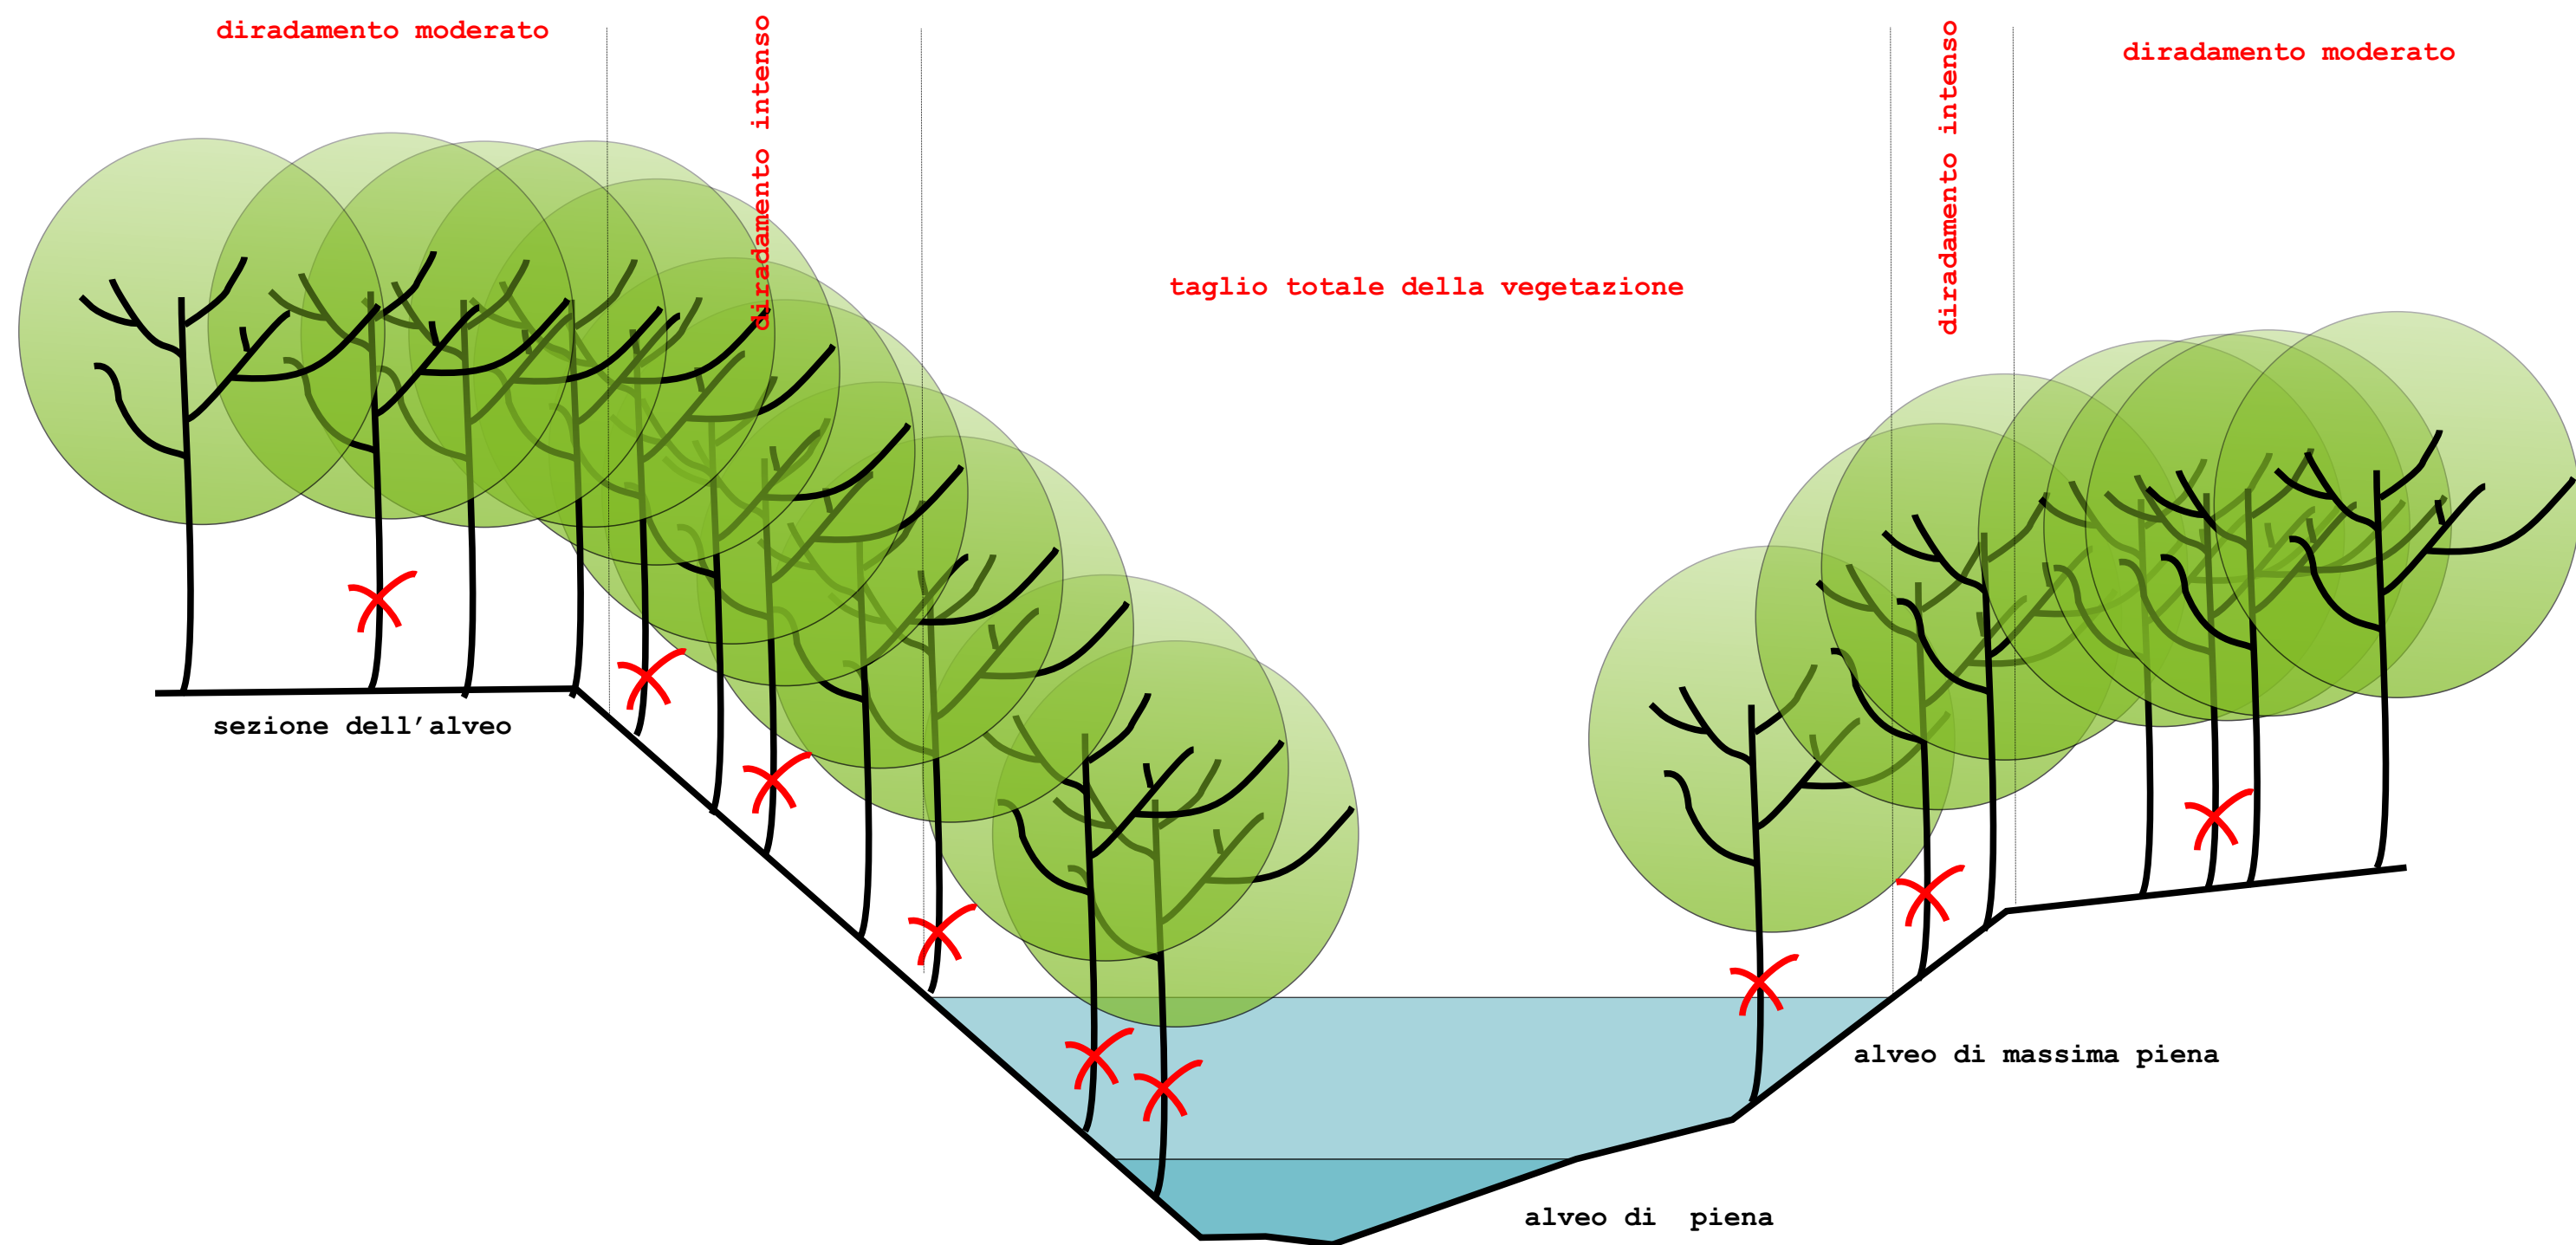 diradamento moderato
diradamento intenso
diradamento intenso
diradamento moderato
taglio totale della vegetazione
sezione dell’alveo
alveo di massima piena
alveo di piena